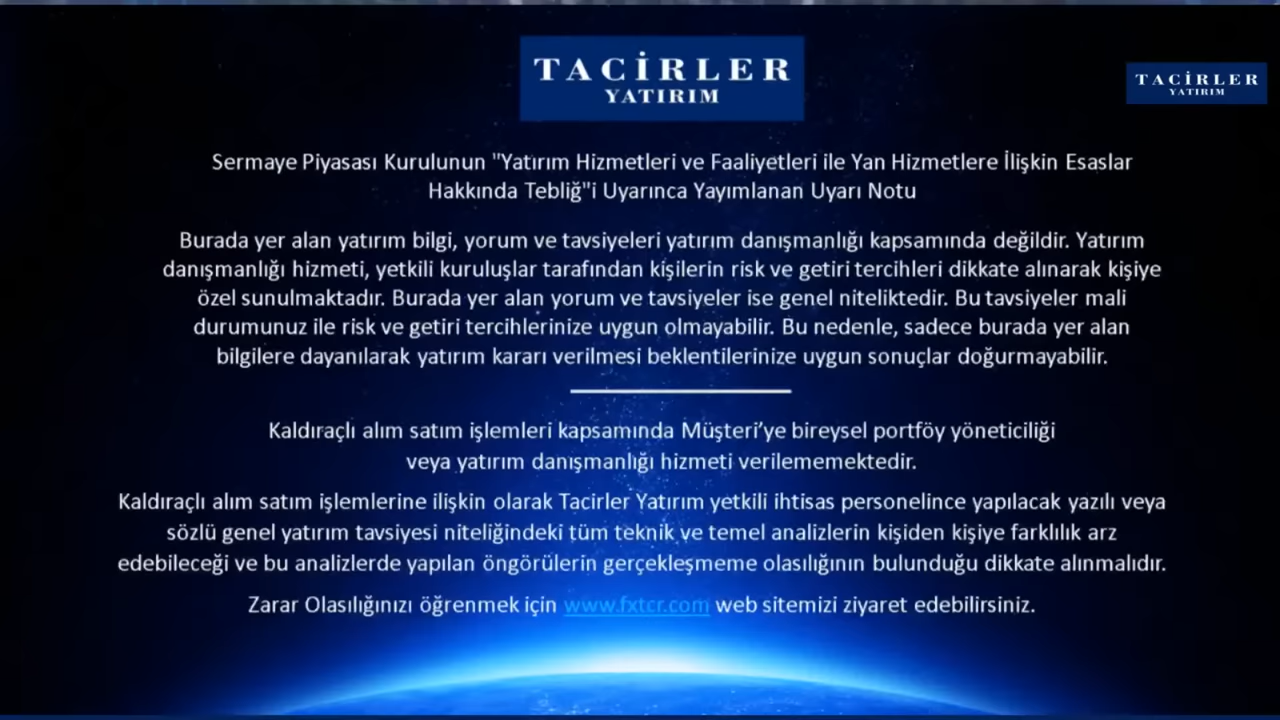 TACİRLER
YATIRIM
TACİRLER
YATIRIM
Sermaye Piyasası Kurulunun "Yatırım Hizmetleri ve Faaliyetleri ile Yan Hizmetlere İlişkin Esaslar
Hakkında Tebliğ"i Uyarınca Yayımlanan Uyarı Notu
Burada yer alan yatırım bilgi, yorum ve tavsiyeleri yatırım danışmanlığı kapsamında değildir. Yatırım
danışmanlığı hizmeti, yetkili kuruluşlar tarafından kişilerin risk ve getiri tercihleri dikkate alınarak kişiye
özel sunulmaktadır. Burada yer alan yorum ve tavsiyeler ise genel niteliktedir. Bu tavsiyeler mali
durumunuz ile risk ve getiri tercihlerinize uygun olmayabilir. Bu nedenle, sadece burada yer alan
bilgilere dayanılarak yatırım kararı verilmesi beklentilerinize uygun sonuçlar doğurmayabilir.
Kaldıraçlı alım satım işlemleri kapsamında Müşteri’ye bireysel portföy yöneticiliği
veya yatırım danışmanlığı hizmeti verilememektedir.
Kaldıraçlı alım satım işlemlerine ilişkin olarak Tacirler Yatırım yetkili ihtisas personelince yapılacak yazılı veya
sözlü genel yatırım tavsiyesi niteliğindeki tüm teknik ve temel analizlerin kişiden kişiye farklılık arz
edebileceği ve bu analizlerde yapılan öngörülerin gerçekleşmeme olasılığının bulunduğu dikkate alınmalıdır.
Zarar Olasılığınızı öğrenmek için www.fxtcr.com web sitemizi ziyaret edebilirsiniz.